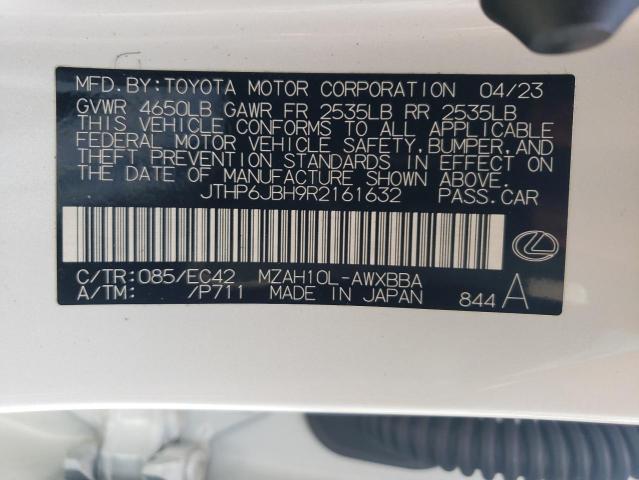 MFD.BY:TOYOTA MOTOR CORPORATION 04/23
GVWR 4650LB GAWR FR 2535LB RR 2535LB
THIS VEHICLE CONFORMS TO ALL APPLICABLE
FEDERAL MOTOR VEHICLE SAFETY,BUMPER,AND
THEFT PREVENTION STANDARDS IN EFFECT ON
THE DATE OF MANUFACTURE SHOWN ABOVE.
JTHP6JBH9R2161632 PASS.CAR
C/TR:085/EC42 MZAH10L-AWXBBA
A/TM: /P711 MADE IN JAPAN 844 A